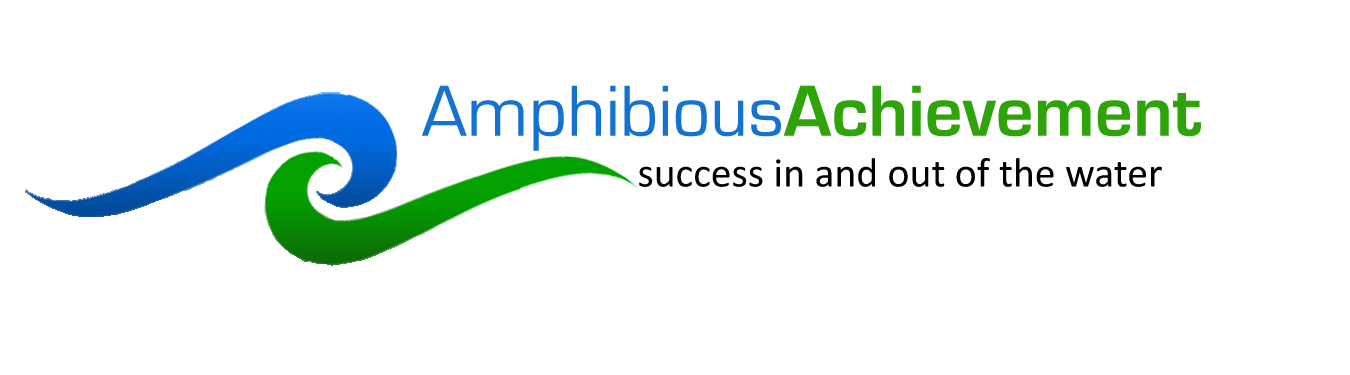 AmphibiousAchievement
success in and out of the water